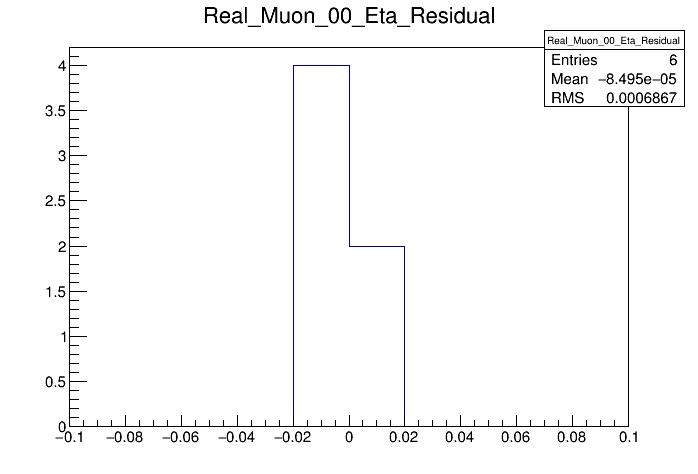 Real_Muon_00_Eta_Residual
Real_Muon_00_Eta_Residual
Entries 6
Mean −8.495e−05
RMS 0.0006867
4
3.5
3
2.5
2
1.5
1
0.5
0
−0.1 −0.08 −0.06 −0.04 −0.02 0 0.02 0.04 0.06 0.08 0.1